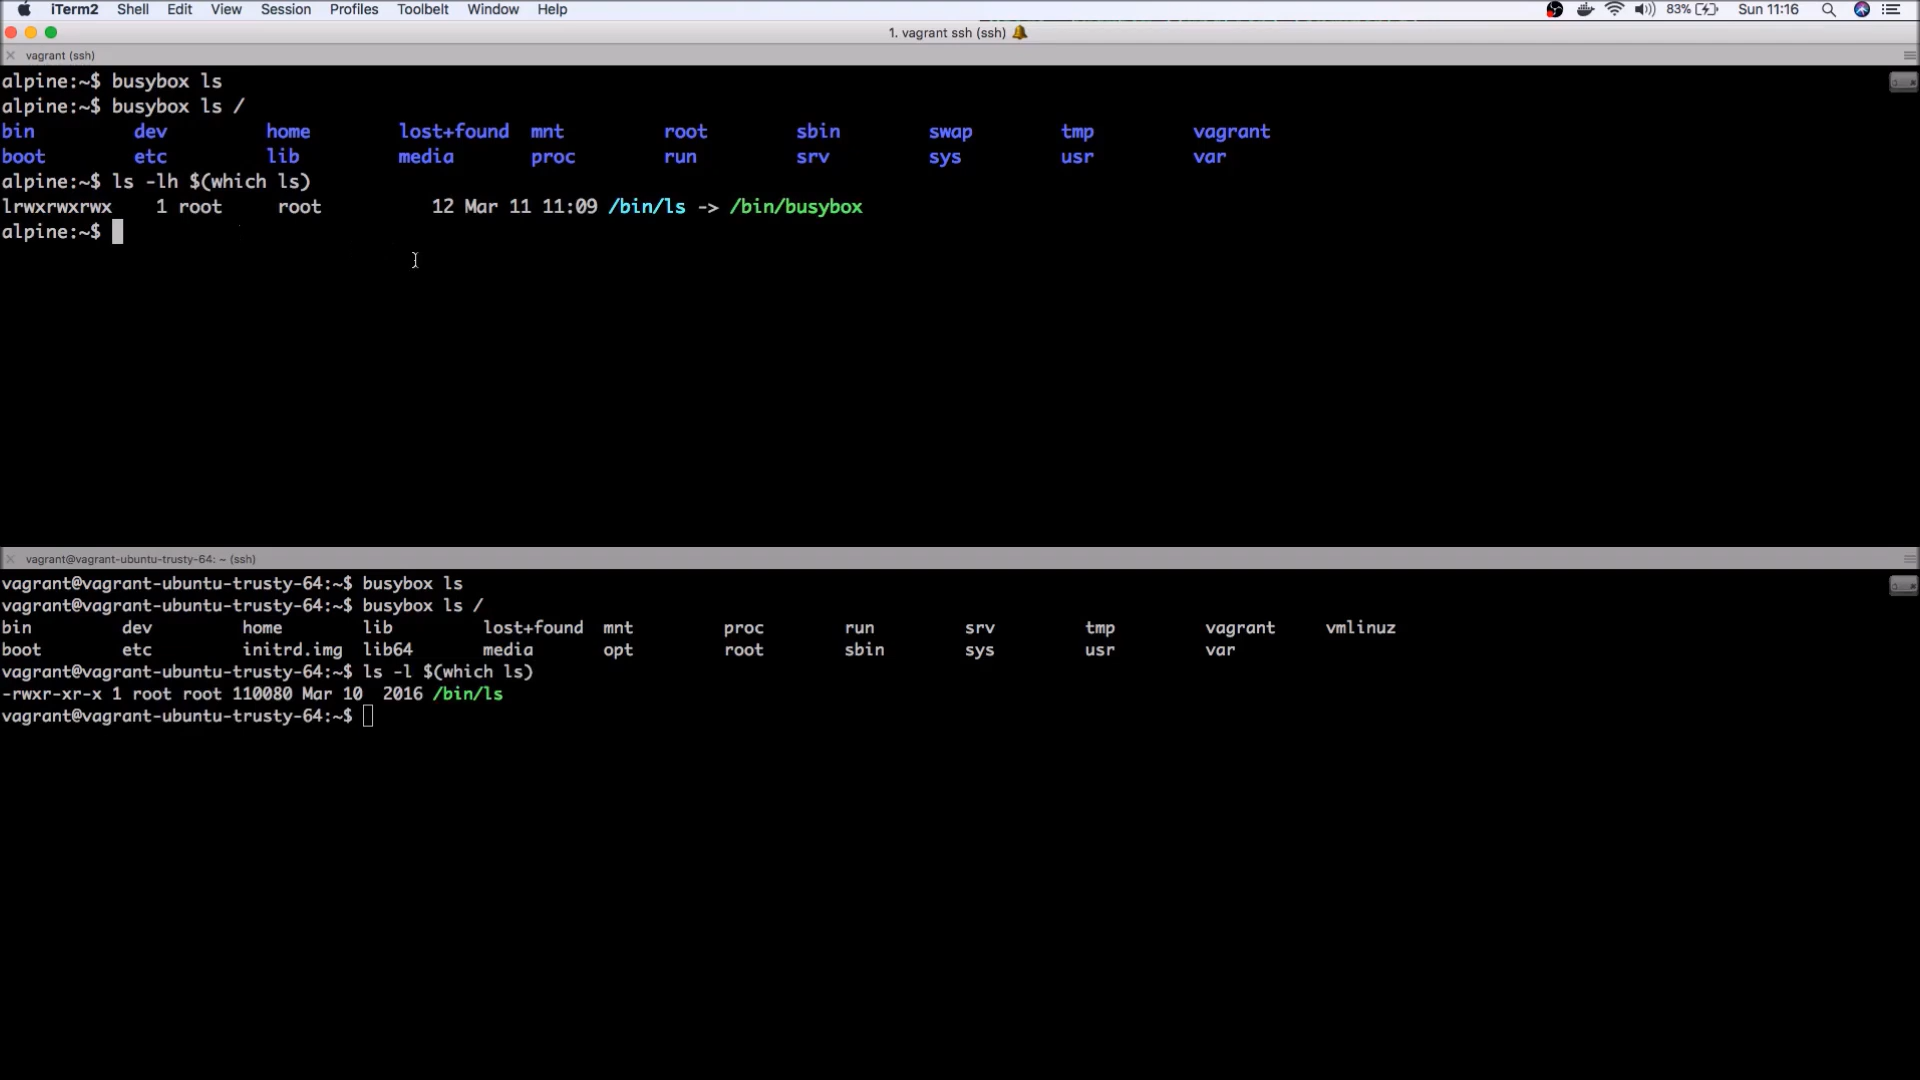 iTerm2 Shell Edit View Session Profiles Toolbelt Window Help 83% Sun 11:16
1. vagrant ssh (ssh)
vagrant (ssh)
alpine:~$ busybox ls
alpine:~$ busybox ls /
bin dev home lost+found mnt root sbin swap tmp vagrant
boot etc lib media proc run srv sys usr var
alpine:~$ ls -lh $(which ls)
lrwxrwxrwx 1 root root 12 Mar 11 11:09 /bin/ls -> /bin/busybox
alpine:~$
vagrant@vagrant-ubuntu-trusty-64: ~ (ssh)
vagrant@vagrant-ubuntu-trusty-64:~$ busybox ls
vagrant@vagrant-ubuntu-trusty-64:~$ busybox ls /
bin dev home lib lost+found mnt proc run srv tmp vagrant vmlinuz
boot etc initrd.img lib64 media opt root sbin sys usr var
vagrant@vagrant-ubuntu-trusty-64:~$ ls -l $(which ls)
-rwxr-xr-x 1 root root 110080 Mar 10 2016 /bin/ls
vagrant@vagrant-ubuntu-trusty-64:~$